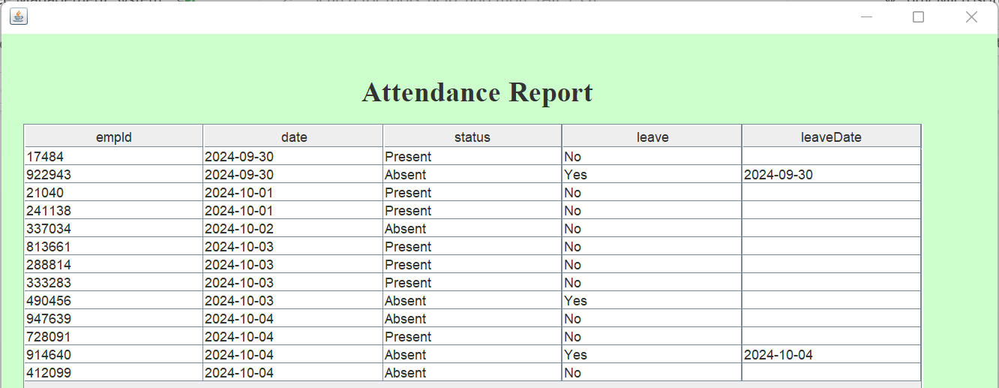 Attendance Report
empId date status leave leaveDate
17484 2024-09-30 Present No
922943 2024-09-30 Absent Yes 2024-09-30
21040 2024-10-01 Present No
241138 2024-10-01 Present No
337034 2024-10-02 Absent No
813661 2024-10-03 Present No
288814 2024-10-03 Present No
333283 2024-10-03 Present No
490456 2024-10-03 Absent Yes
947639 2024-10-04 Absent No
728091 2024-10-04 Present No
914640 2024-10-04 Absent Yes 2024-10-04
412099 2024-10-04 Absent No